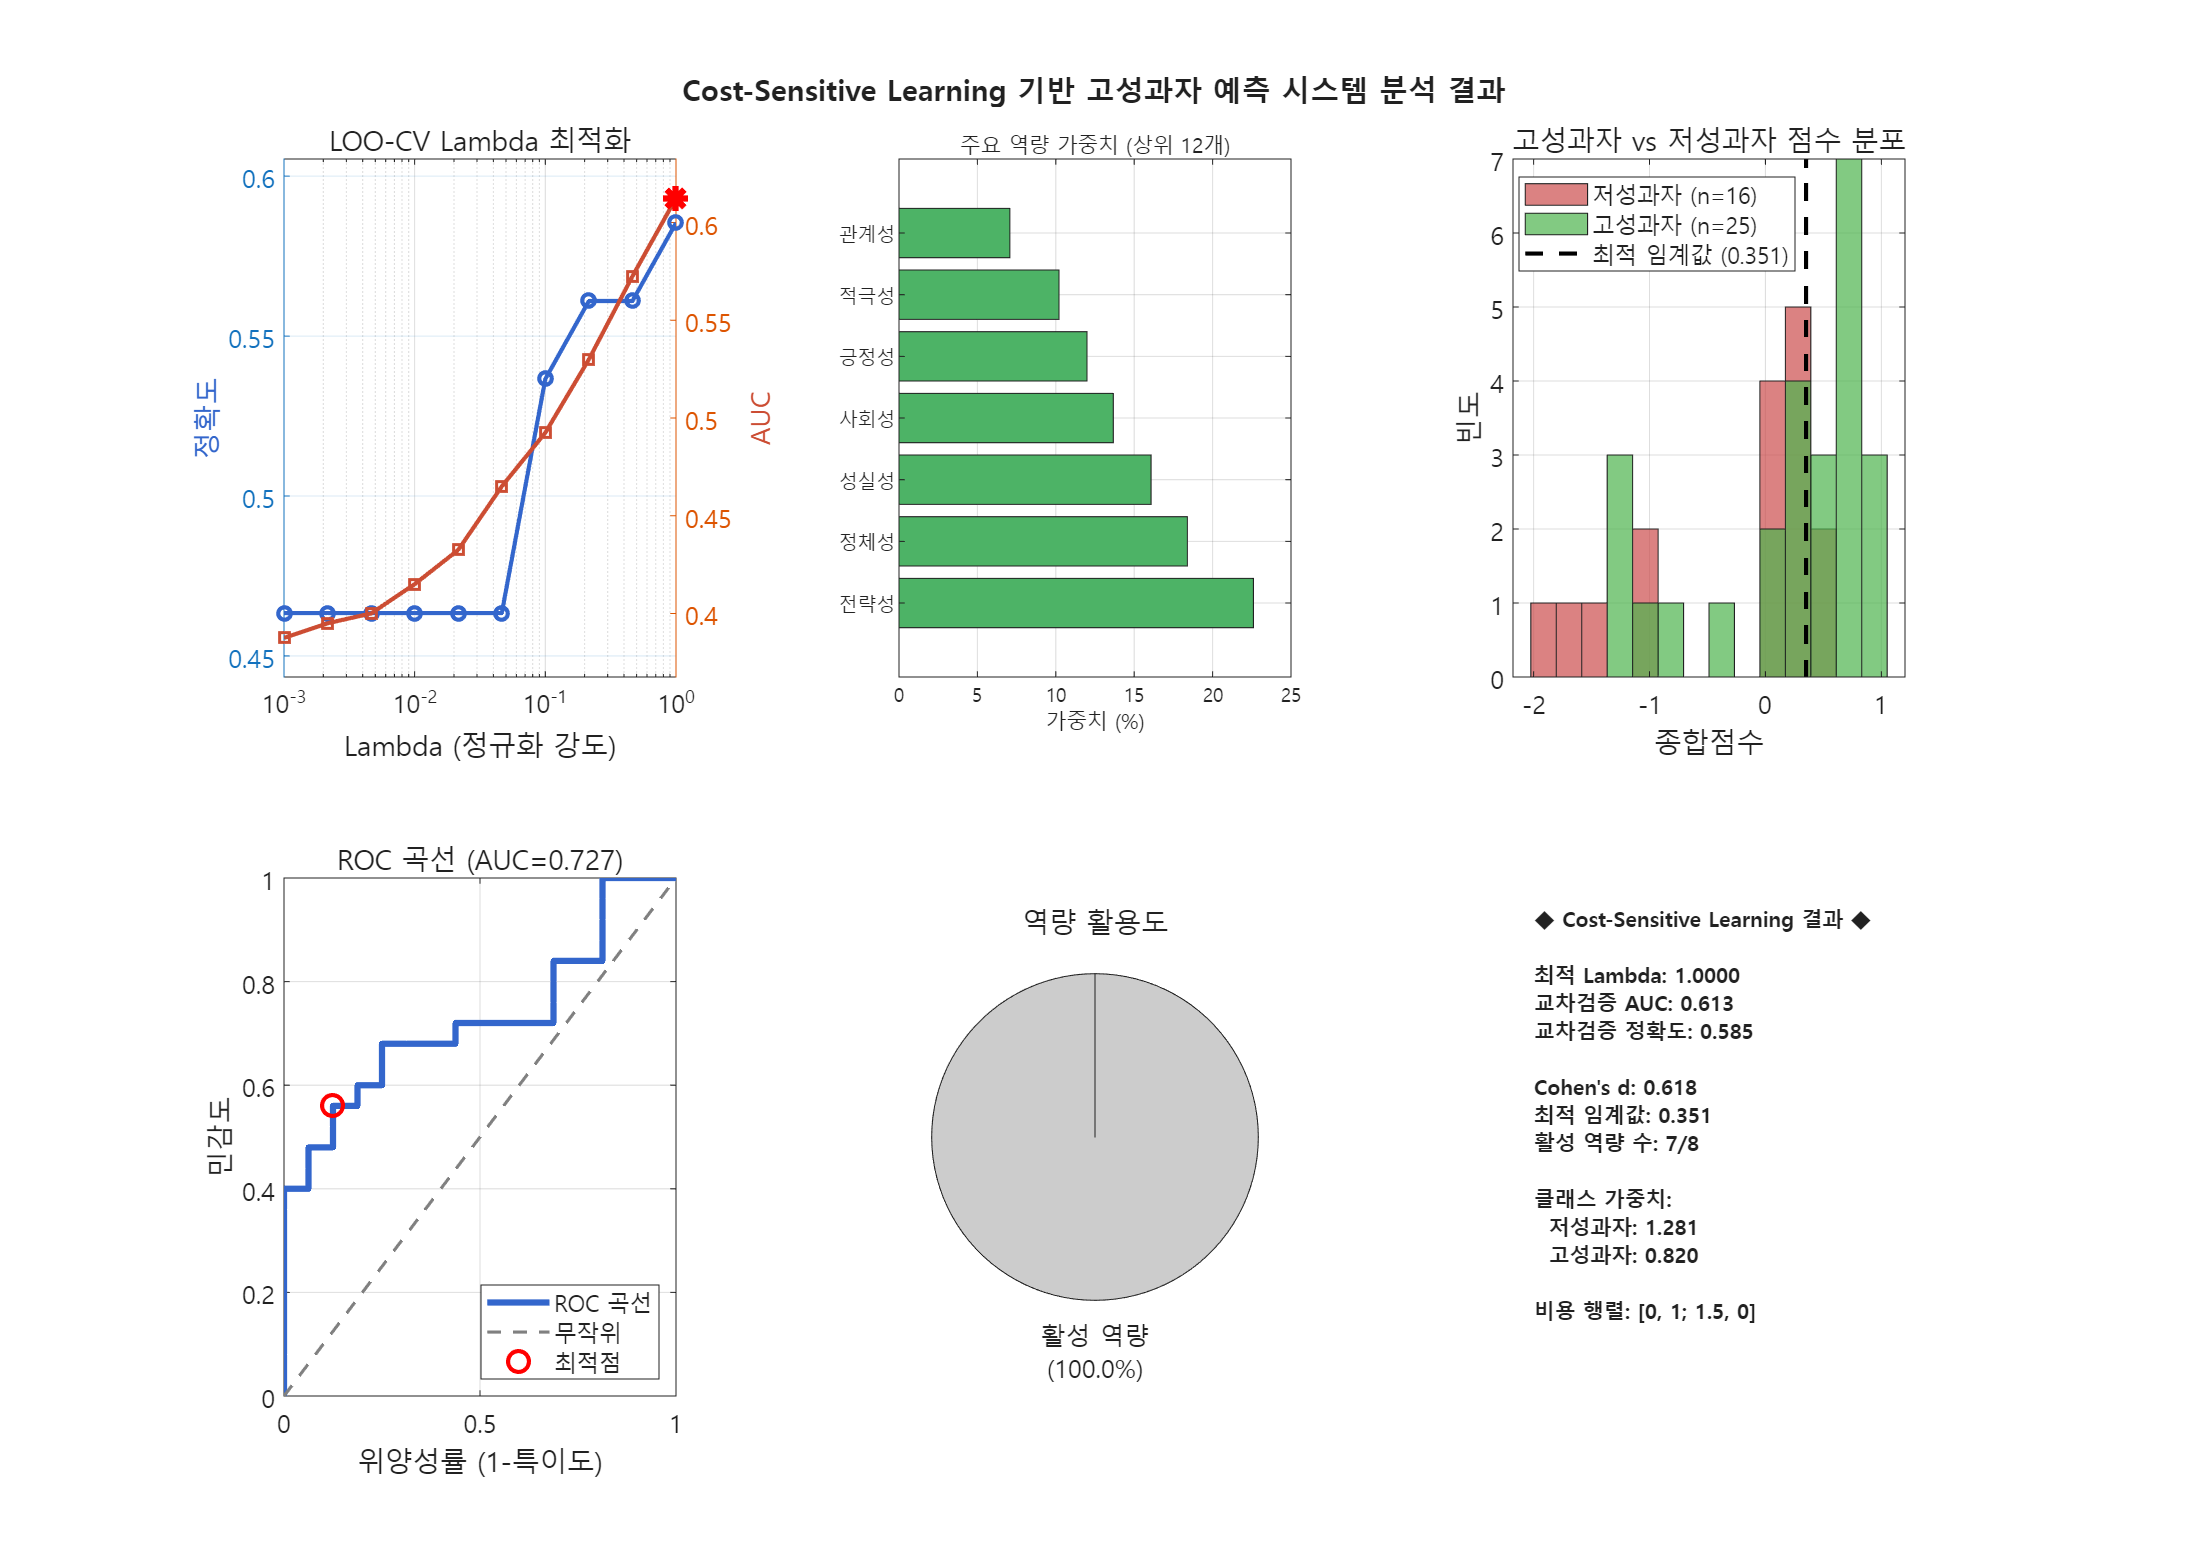 Cost-Sensitive Learning 기반 고성과자 예측 시스템 분석 결과
LOO-CV Lambda 최적화
0.6
0.55
0.5
0.45
정확도
0.6
0.55
0.5
0.45
0.4
AUC
10-3
10-2
10-1
100
Lambda (정규화 강도)
주요 역량 가중치 (상위 12개)
관계성
적극성
긍정성
사회성
성실성
정체성
전략성
0
5
10
15
20
25
가중치 (%)
고성과자 vs 저성과자 점수 분포
저성과자 (n=16)
고성과자 (n=25)
최적 임계값 (0.351)
7
6
5
4
3
2
1
0
빈도
-2
-1
0
1
종합점수
ROC 곡선 (AUC=0.727)
1
0.8
0.6
0.4
0.2
0
민감도
ROC 곡선
무작위
최적점
0
0.5
1
위양성률 (1-특이도)
역량 활용도
활성 역량
(100.0%)
◆ Cost-Sensitive Learning 결과 ◆
최적 Lambda: 1.0000
교차검증 AUC: 0.613
교차검증 정확도: 0.585
Cohen's d: 0.618
최적 임계값: 0.351
활성 역량 수: 7/8
클래스 가중치:
저성과자: 1.281
고성과자: 0.820
비용 행렬: [0, 1; 1.5, 0]